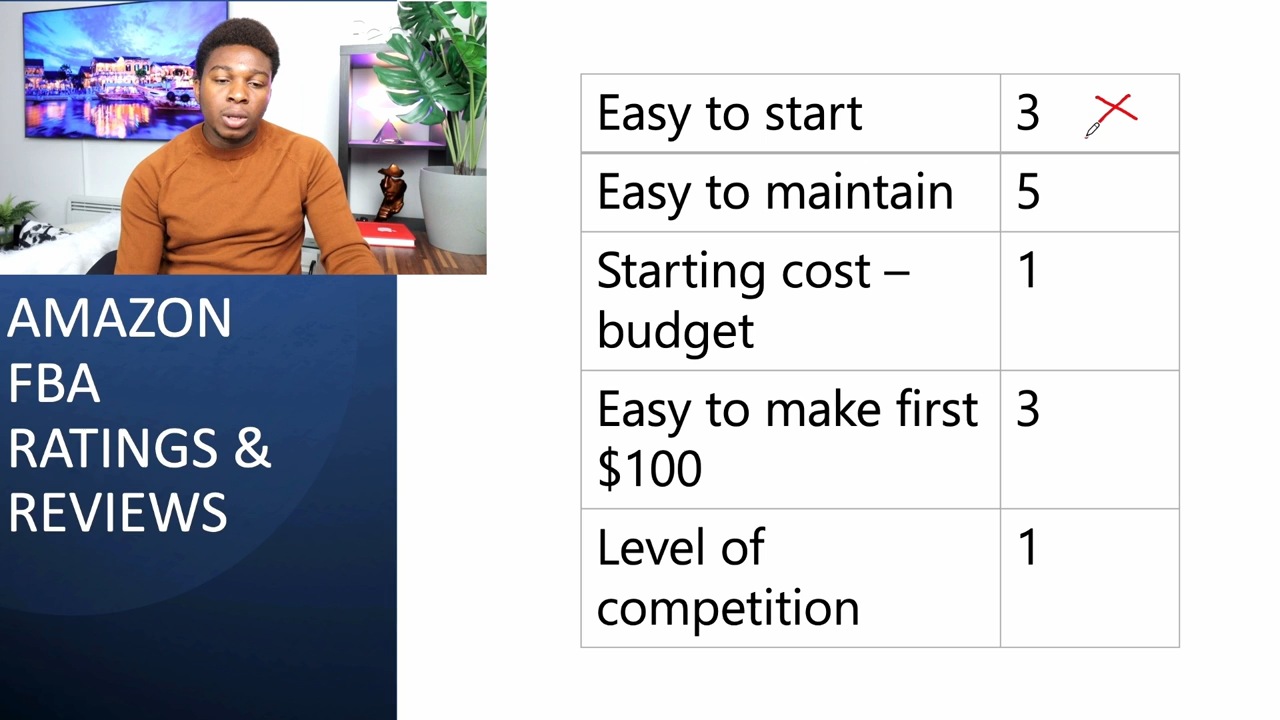 AMAZON
FBA
RATINGS &
REVIEWS
Easy to start 3
Easy to maintain 5
Starting cost – 1
budget
Easy to make first 3
$100
Level of 1
competition